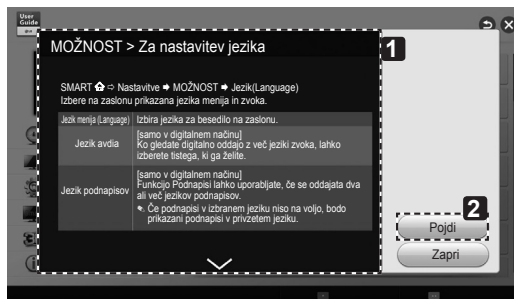 User
Guide
MOŽNOST > Za nastavitev jezika
1
SMART ⇨ Nastavitve ➡ MOŽNOST ➡ Jezik(Language)
Izbere na zaslonu prikazana jezika menija in zvoka.
Jezik menija (Language) Izbira jezika za besedilo na zaslonu.
Jezik avdia
[samo v digitalnem načinu]
Ko gledate digitalno oddajo z več jeziki zvoka, lahko
izberete tistega, ki ga želite.
Jezik podnapisov
[samo v digitalnem načinu]
Funkcijo Podnapisi lahko uporabljate, če se oddajata dva
ali več jezikov podnapisov.
Če podnapisi v izbranem jeziku niso na voljo, bodo
prikazani podnapisi v privzetem jeziku.
2
Pojdi
Zapri